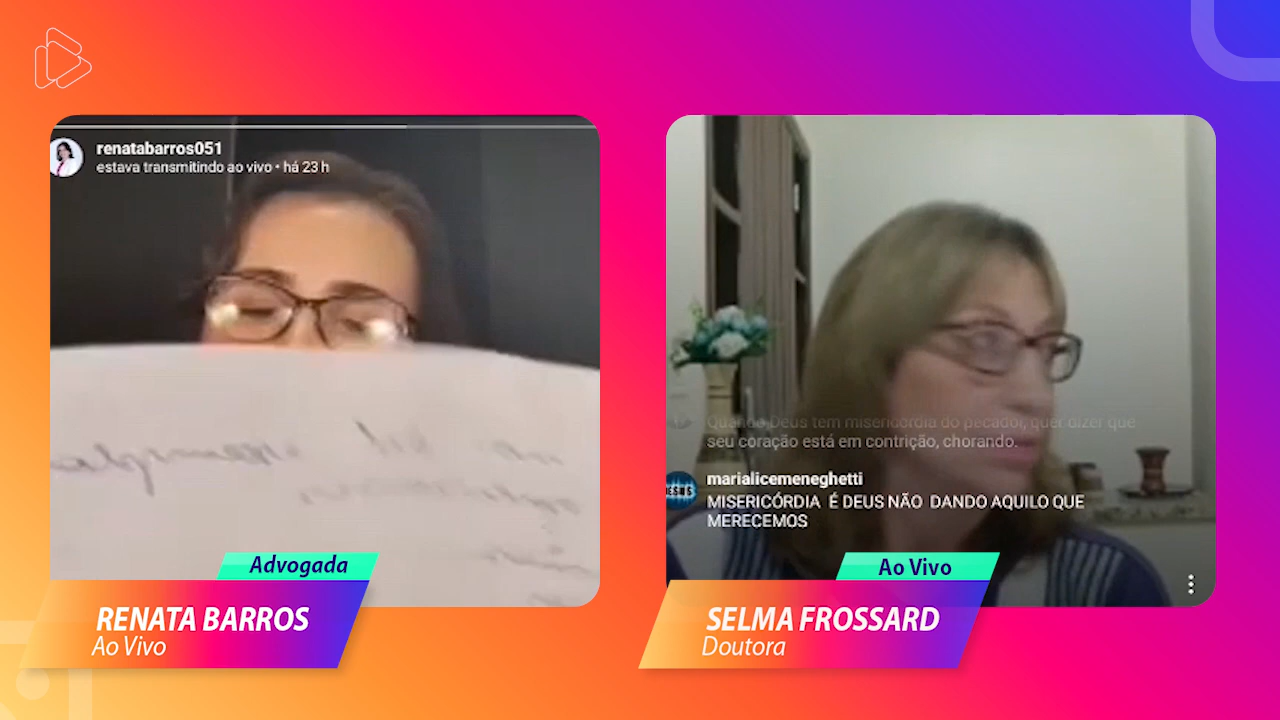 renatabarros051
estava transmitindo ao vivo • há 23 h
Advogada
RENATA BARROS
Ao Vivo
Quando Deus tem misericórdia do pecador, quer dizer que
seu coração está em contrição, chorando.
marialicemeneghetti
MISERICÓRDIA É DEUS NÃO DANDO AQUILO QUE
MERECEMOS
Ao Vivo
SELMA FROSSARD
Doutora